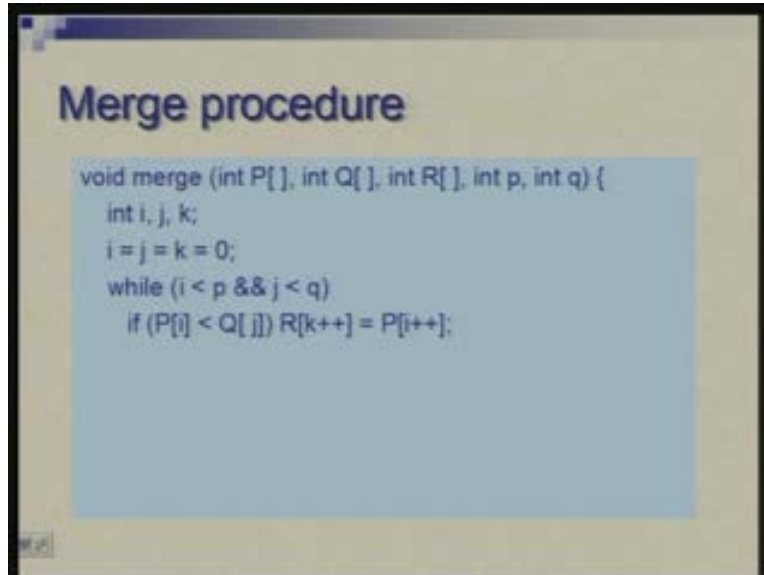 Merge procedure
void merge (int P[ ], int Q[ ], int R[ ], int p, int q) {
int i, j, k;
i = j = k = 0;
while (i < p && j < q)
if (P[i] < Q[ j]) R[k++] = P[i++];